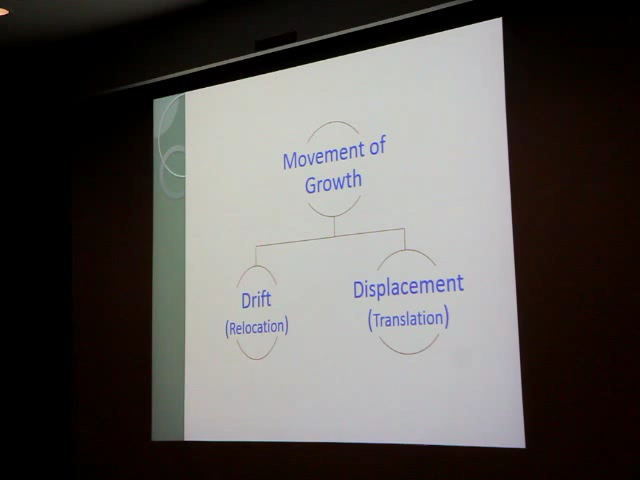 Movement of
Growth
Drift
(Relocation)
Displacement
(Translation)